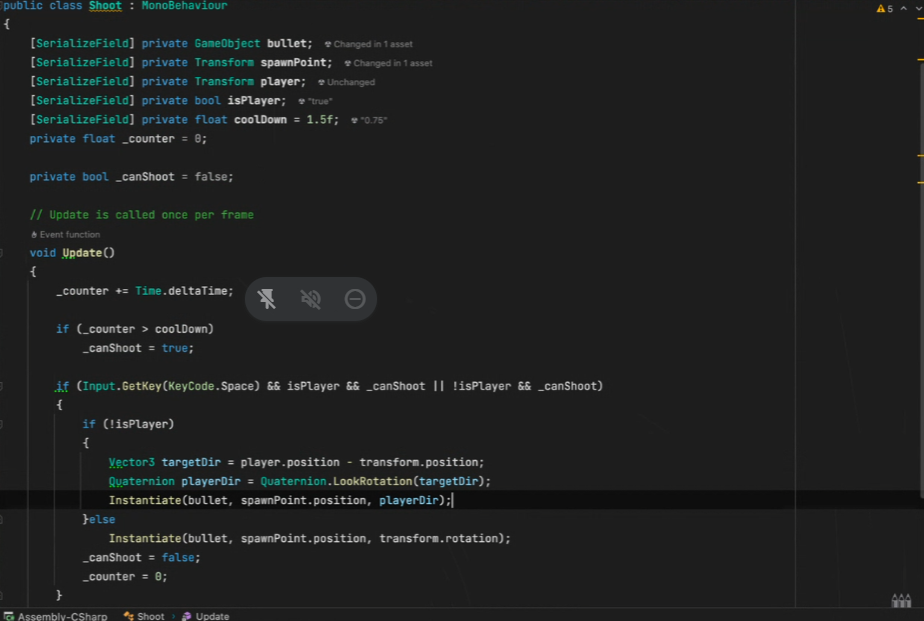 public class Shoot : MonoBehaviour
5
{
[SerializeField] private GameObject bullet; Changed in 1 asset
[SerializeField] private Transform spawnPoint; Changed in 1 asset
[SerializeField] private Transform player; Unchanged
[SerializeField] private bool isPlayer; "true"
[SerializeField] private float coolDown = 1.5f; "0.75"
private float _counter = 0;
private bool _canShoot = false;
// Update is called once per frame
Event function
void Update()
{
_counter += Time.deltaTime;
if (_counter > coolDown)
_canShoot = true;
if (Input.GetKey(KeyCode.Space) && isPlayer && _canShoot || !isPlayer && _canShoot)
{
if (!isPlayer)
{
Vector3 targetDir = player.position - transform.position;
Quaternion playerDir = Quaternion.LookRotation(targetDir);
Instantiate(bullet, spawnPoint.position, playerDir);
}else
Instantiate(bullet, spawnPoint.position, transform.rotation);
_canShoot = false;
_counter = 0;
}
Assembly-CSharp Shoot › Update